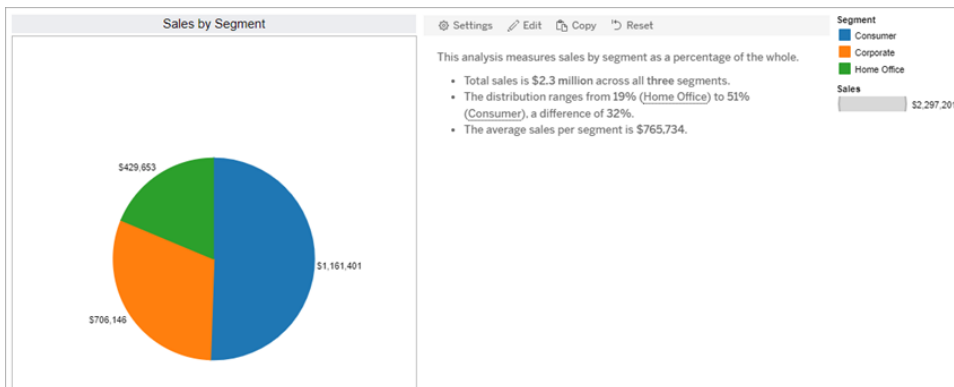 Sales by Segment
Settings Edit Copy Reset
This analysis measures sales by segment as a percentage of the whole.
• Total sales is $2.3 million across all three segments.
• The distribution ranges from 19% (Home Office) to 51%
(Consumer), a difference of 32%.
• The average sales per segment is $765,734.
Segment
Consumer
Corporate
Home Office
Sales
$2,297,201
$429,653
$1,161,401
$706,146